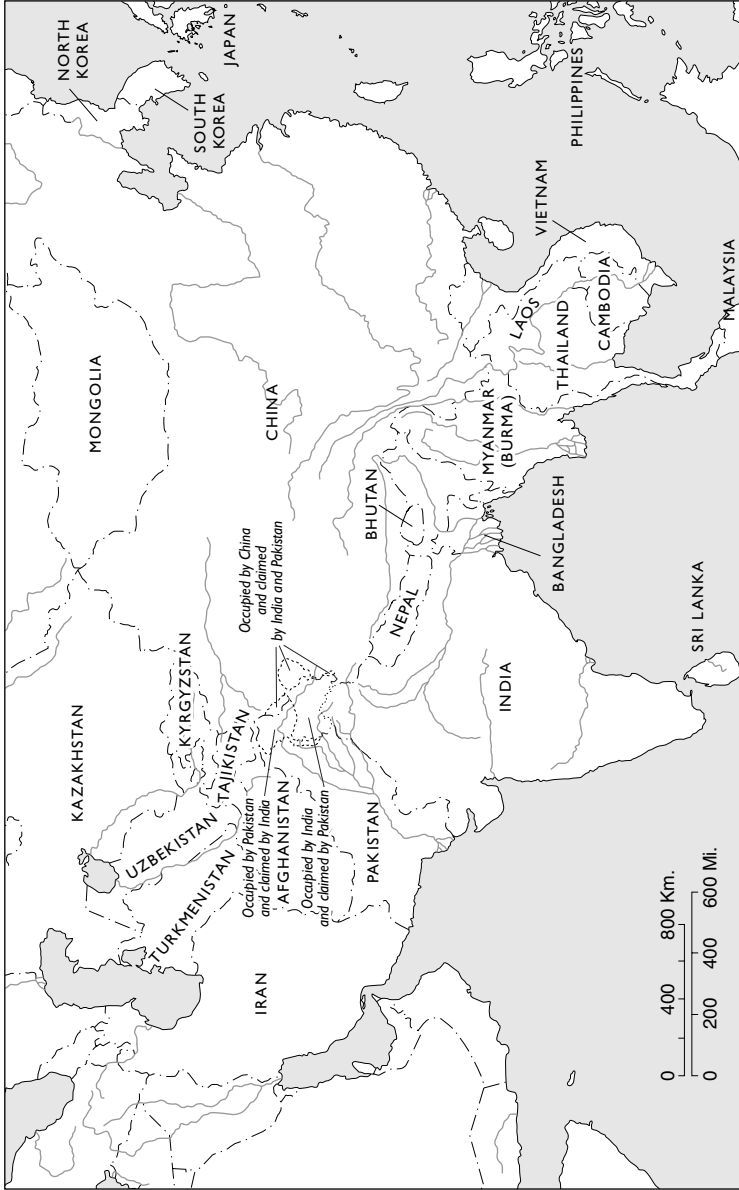 NORTH
KOREA
JAPAN
SOUTH
KOREA
MONGOLIA
KAZAKHSTAN
KYRGYZSTAN
TAJIKISTAN
UZBEKISTAN
TURKMENISTAN
CHINA
Occupied by China
and claimed
by India and Pakistan
Occupied by Pakistan
and claimed by India
AFGHANISTAN
Occupied by India
and claimed by Pakistan
IRAN
PAKISTAN
NEPAL
BHUTAN
INDIA
BANGLADESH
MYANMAR
(BURMA)
LAOS
VIETNAM
THAILAND
CAMBODIA
PHILIPPINES
MALAYSIA
SRI LANKA
0 400 800 Km.
0 200 400 600 Mi.